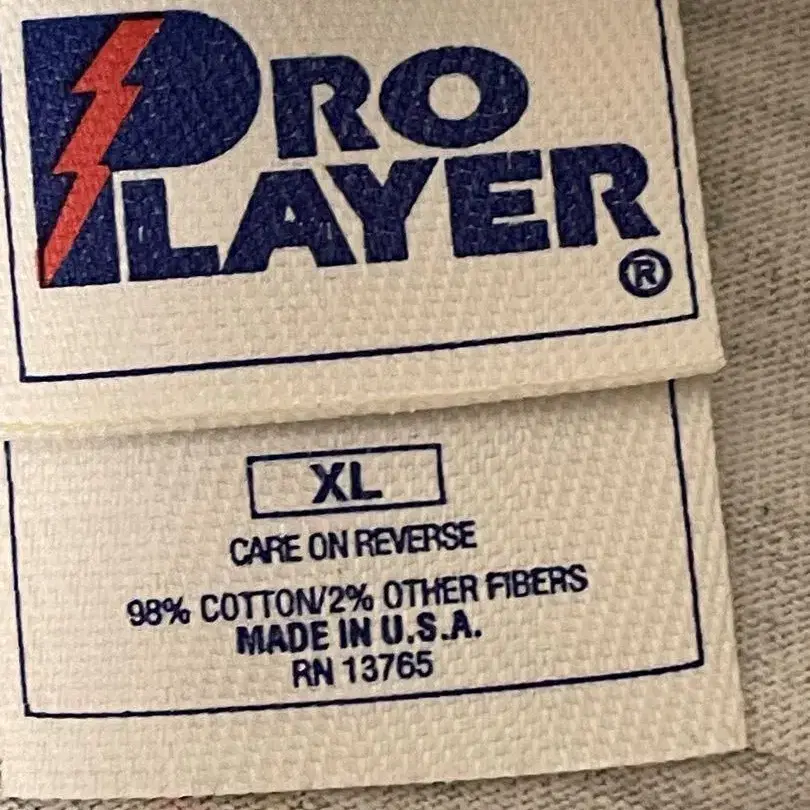 PRO
PLAYER
®
XL
CARE ON REVERSE
98% COTTON/2% OTHER FIBERS
MADE IN U.S.A.
RN 13765